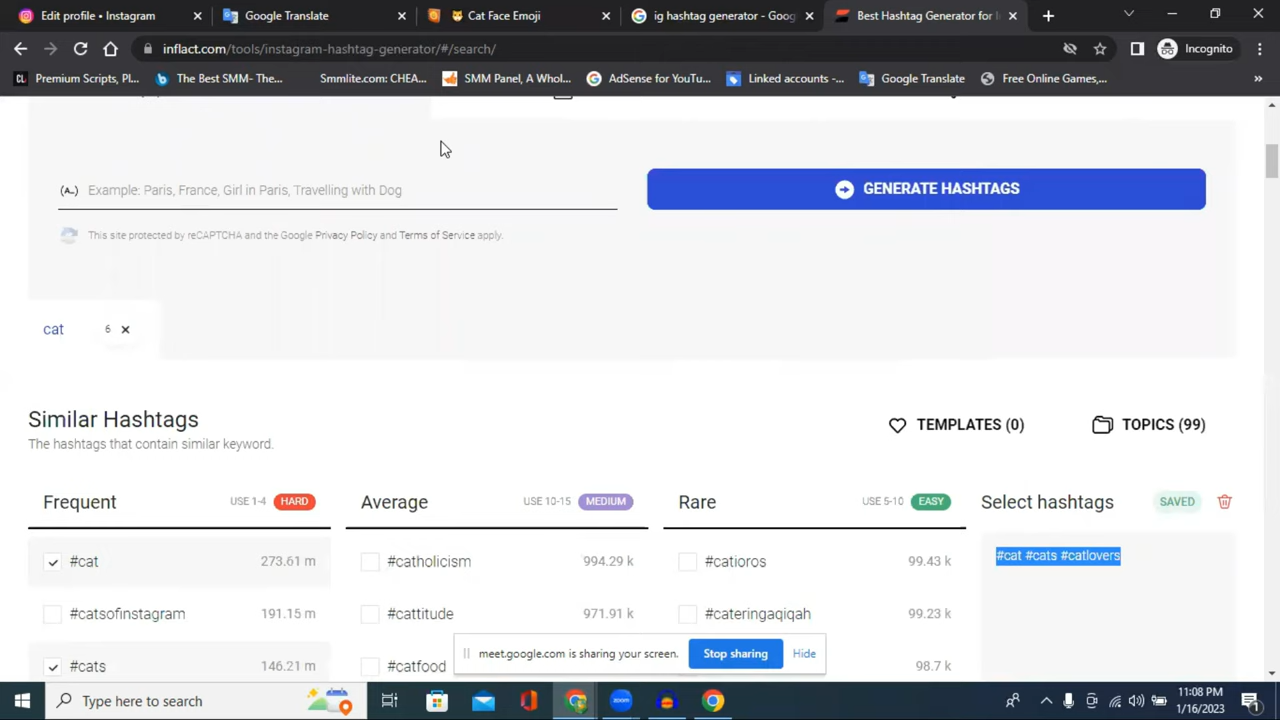 Edit profile • Instagram
Google Translate
Cat Face Emoji
ig hashtag generator - Goog
Best Hashtag Generator for I
inflact.com/tools/instagram-hashtag-generator/#/search/
Incognito
Premium Scripts, Pl...
The Best SMM- The...
Smmlite.com: CHEA...
SMM Panel, A Whol...
AdSense for YouTu...
Linked accounts -...
Google Translate
Free Online Games,...
Example: Paris, France, Girl in Paris, Travelling with Dog
GENERATE HASHTAGS
This site protected by reCAPTCHA and the Google Privacy Policy and Terms of Service apply.
cat 6
Similar Hashtags
The hashtags that contain similar keyword.
TEMPLATES (0)
TOPICS (99)
Frequent USE 1-4 HARD
Average USE 10-15 MEDIUM
Rare USE 5-10 EASY
Select hashtags SAVED
#cat 273.61 m
#catholicism 994.29 k
#catioros 99.43 k
#cat #cats #catlovers
#catsofinstagram 191.15 m
#cattitude 971.91 k
#cateringaqiqah 99.23 k
#cats 146.21 m
#catfood
98.7 k
meet.google.com is sharing your screen.
Stop sharing
Hide
Type here to search
11:08 PM
1/16/2023